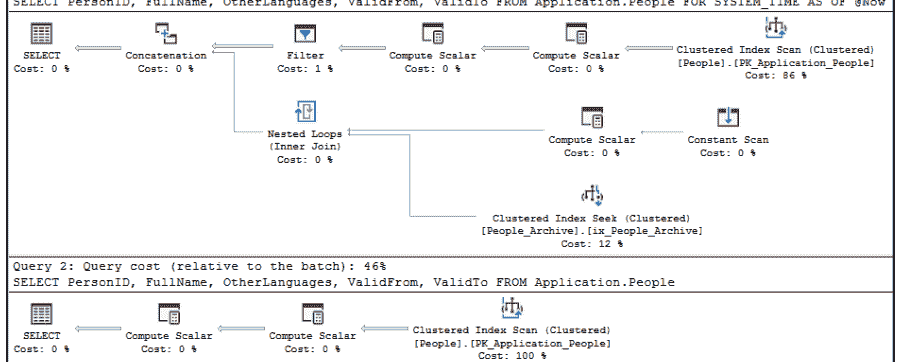 SELECT PersonID, FullName, OtherLanguages, ValidFrom, ValidTo FROM Application.People FOR SYSTEM_TIME AS OF @Now
SELECT
Cost: 0 %
Concatenation
Cost: 0 %
Filter
Cost: 1 %
Compute Scalar
Cost: 0 %
Compute Scalar
Cost: 0 %
Clustered Index Scan (Clustered)
[People].[PK_Application_People]
Cost: 86 %
Nested Loops
(Inner Join)
Cost: 0 %
Compute Scalar
Cost: 0 %
Constant Scan
Cost: 0 %
Clustered Index Seek (Clustered)
[People_Archive].[ix_People_Archive]
Cost: 12 %
Query 2: Query cost (relative to the batch): 46%
SELECT PersonID, FullName, OtherLanguages, ValidFrom, ValidTo FROM Application.People
SELECT
Cost: 0 %
Compute Scalar
Cost: 0 %
Compute Scalar
Cost: 0 %
Clustered Index Scan (Clustered)
[People].[PK_Application_People]
Cost: 100 %